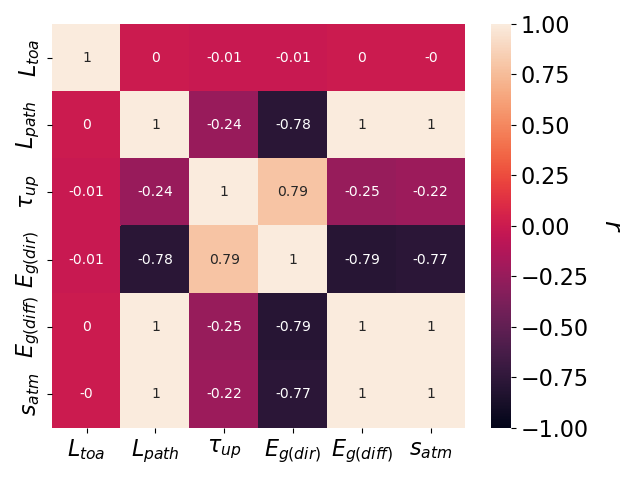 L_toa 1 0 -0.01 -0.01 0 -0
L_path 0 1 -0.24 -0.78 1 1
τ_up -0.01 -0.24 1 0.79 -0.25 -0.22
E_g(dir) -0.01 -0.78 0.79 1 -0.79 -0.77
E_g(diff) 0 1 -0.25 -0.79 1 1
s_atm -0 1 -0.22 -0.77 1 1
L_toa L_path τ_up E_g(dir) E_g(diff) s_atm
1.00
0.75
0.50
0.25
0.00
−0.25
−0.50
−0.75
−1.00
r